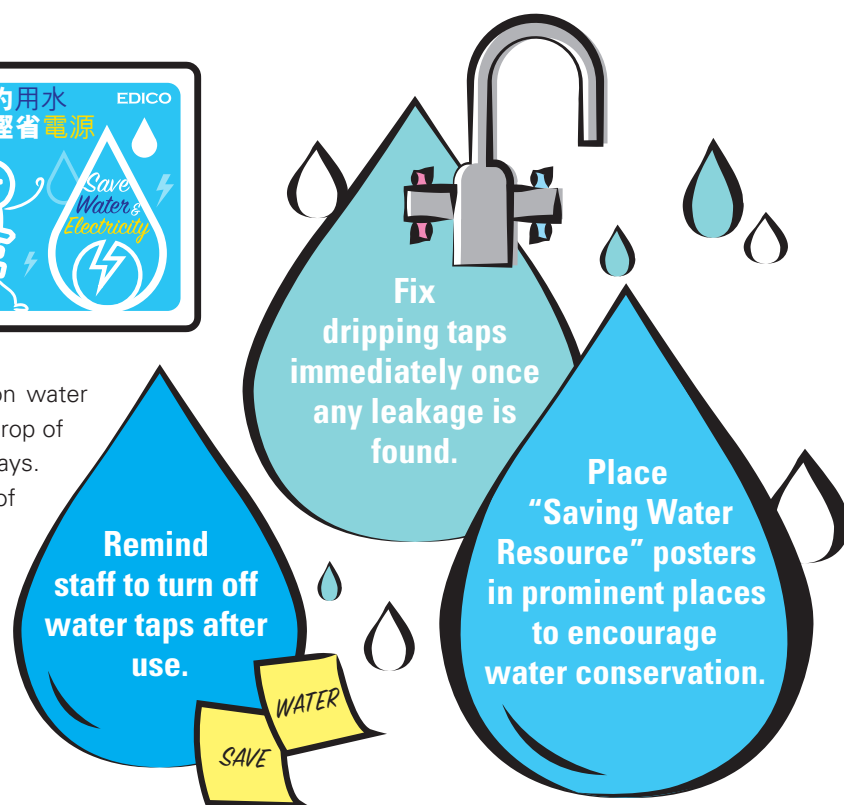 約用水
EDICO
省電源
Save
Water &
Electricity
on water
rop of
ays.
of
Fix
dripping taps
immediately once
any leakage is
found.
Place
“Saving Water
Resource” posters
in prominent places
to encourage
water conservation.
Remind
staff to turn off
water taps after
use.
WATER
SAVE